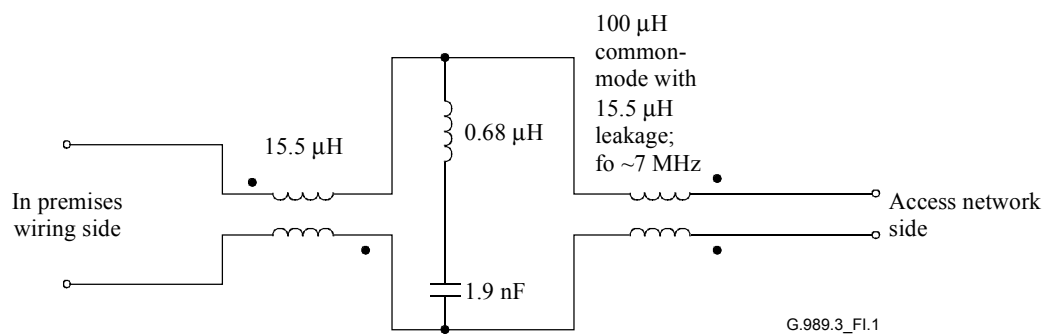 100 µH
common-
mode with
15.5 µH
leakage;
fo ~7 MHz
15.5 µH
0.68 µH
In premises
wiring side
Access network
side
1.9 nF
G.989.3_FI.1